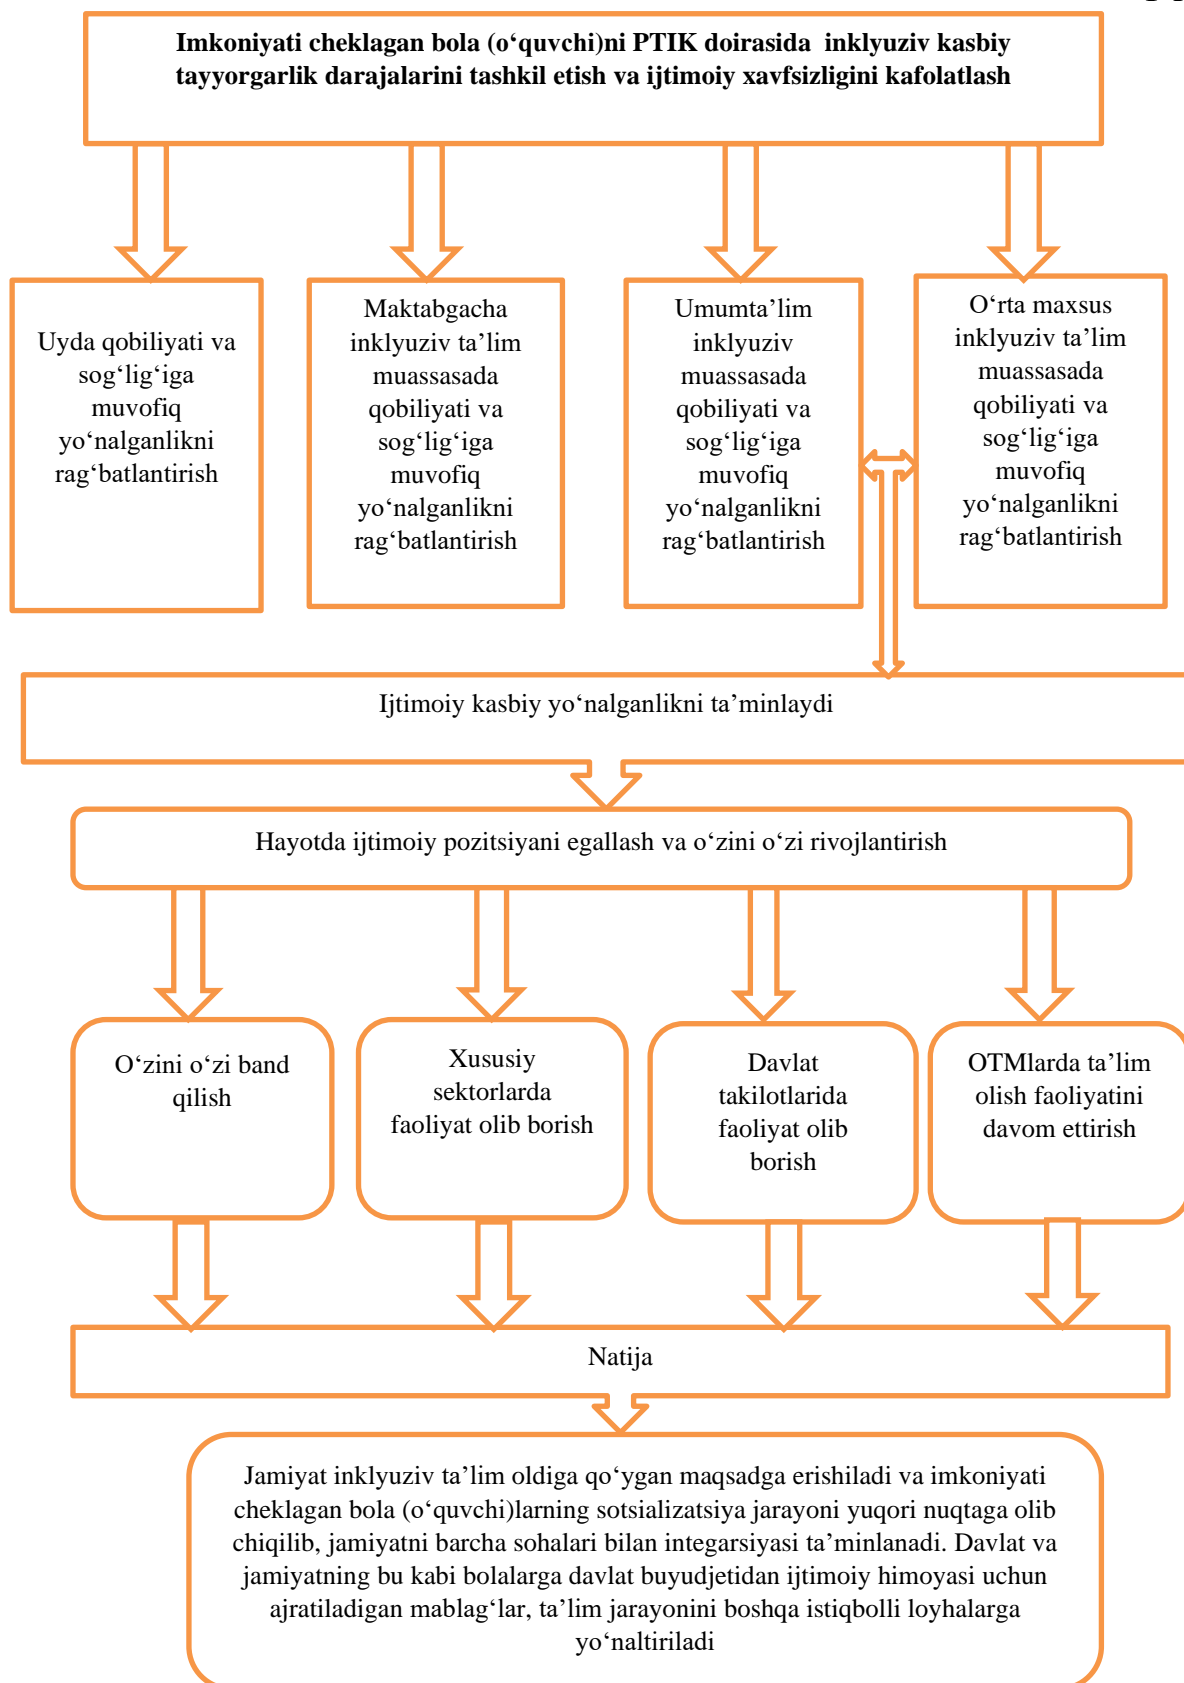 Imkoniyati cheklagan bola (o‘quvchi)ni PTIK doirasida inklyuziv kasbiy
tayyorgarlik darajalarini tashkil etish va ijtimoiy xavfsizligini kafolatlash
Uyda qobiliyati va
sog‘lig‘iga
muvofiq
yo‘nalganlikni
rag‘batlantirish
Maktabgacha
inklyuziv ta’lim
muassasada
qobiliyati va
sog‘lig‘iga
muvofiq
yo‘nalganlikni
rag‘batlantirish
Umumta’lim
inklyuziv
muassasada
qobiliyati va
sog‘lig‘iga
muvofiq
yo‘nalganlikni
rag‘batlantirish
O‘rta maxsus
inklyuziv ta’lim
muassasada
qobiliyati va
sog‘lig‘iga
muvofiq
yo‘nalganlikni
rag‘batlantirish
Ijtimoiy kasbiy yo‘nalganlikni ta’minlaydi
Hayotda ijtimoiy pozitsiyani egallash va o‘zini o‘zi rivojlantirish
O‘zini o‘zi band
qilish
Xususiy
sektorlarda
faoliyat olib borish
Davlat
takilotlarida
faoliyat olib
borish
OTMlarda ta’lim
olish faoliyatini
davom ettirish
Natija
Jamiyat inklyuziv ta’lim oldiga qo‘ygan maqsadga erishiladi va imkoniyati
cheklagan bola (o‘quvchi)larning sotsializatsiya jarayoni yuqori nuqtaga olib
chiqilib, jamiyatni barcha sohalari bilan integarsiyasi ta’minlanadi. Davlat va
jamiyatning bu kabi bolalarga davlat buyudjetidan ijtimoiy himoyasi uchun
ajratiladigan mablag‘lar, ta’lim jarayonini boshqa istiqbolli loyhalarga
yo‘naltiriladi